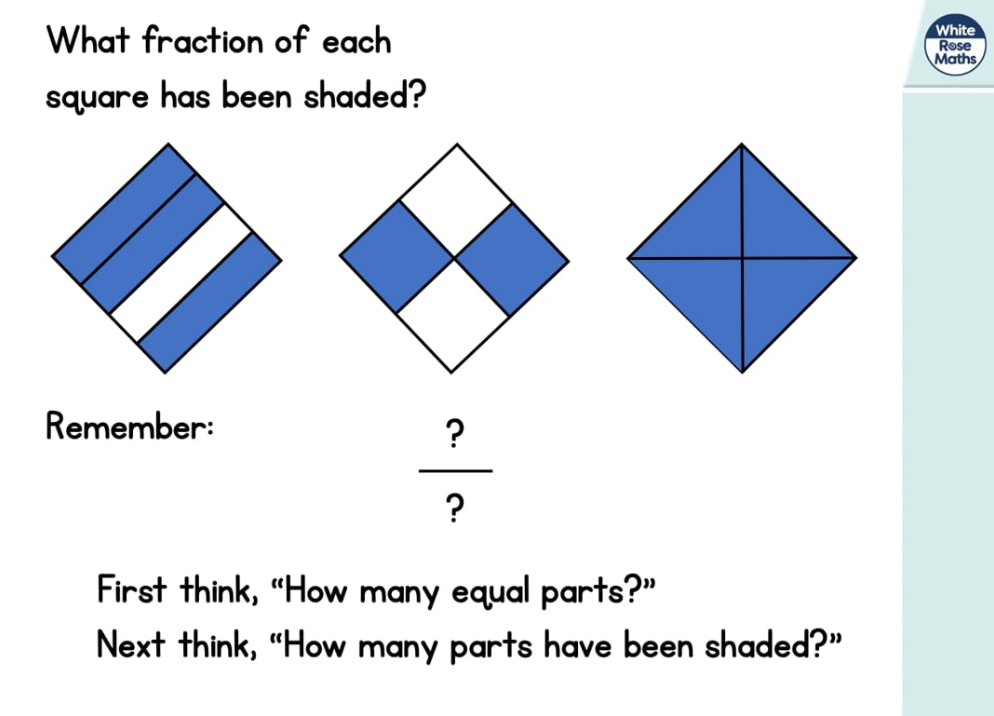 What fraction of each
square has been shaded?
White
Rose
Maths
Remember:
?
?
First think, “How many equal parts?”
Next think, “How many parts have been shaded?”